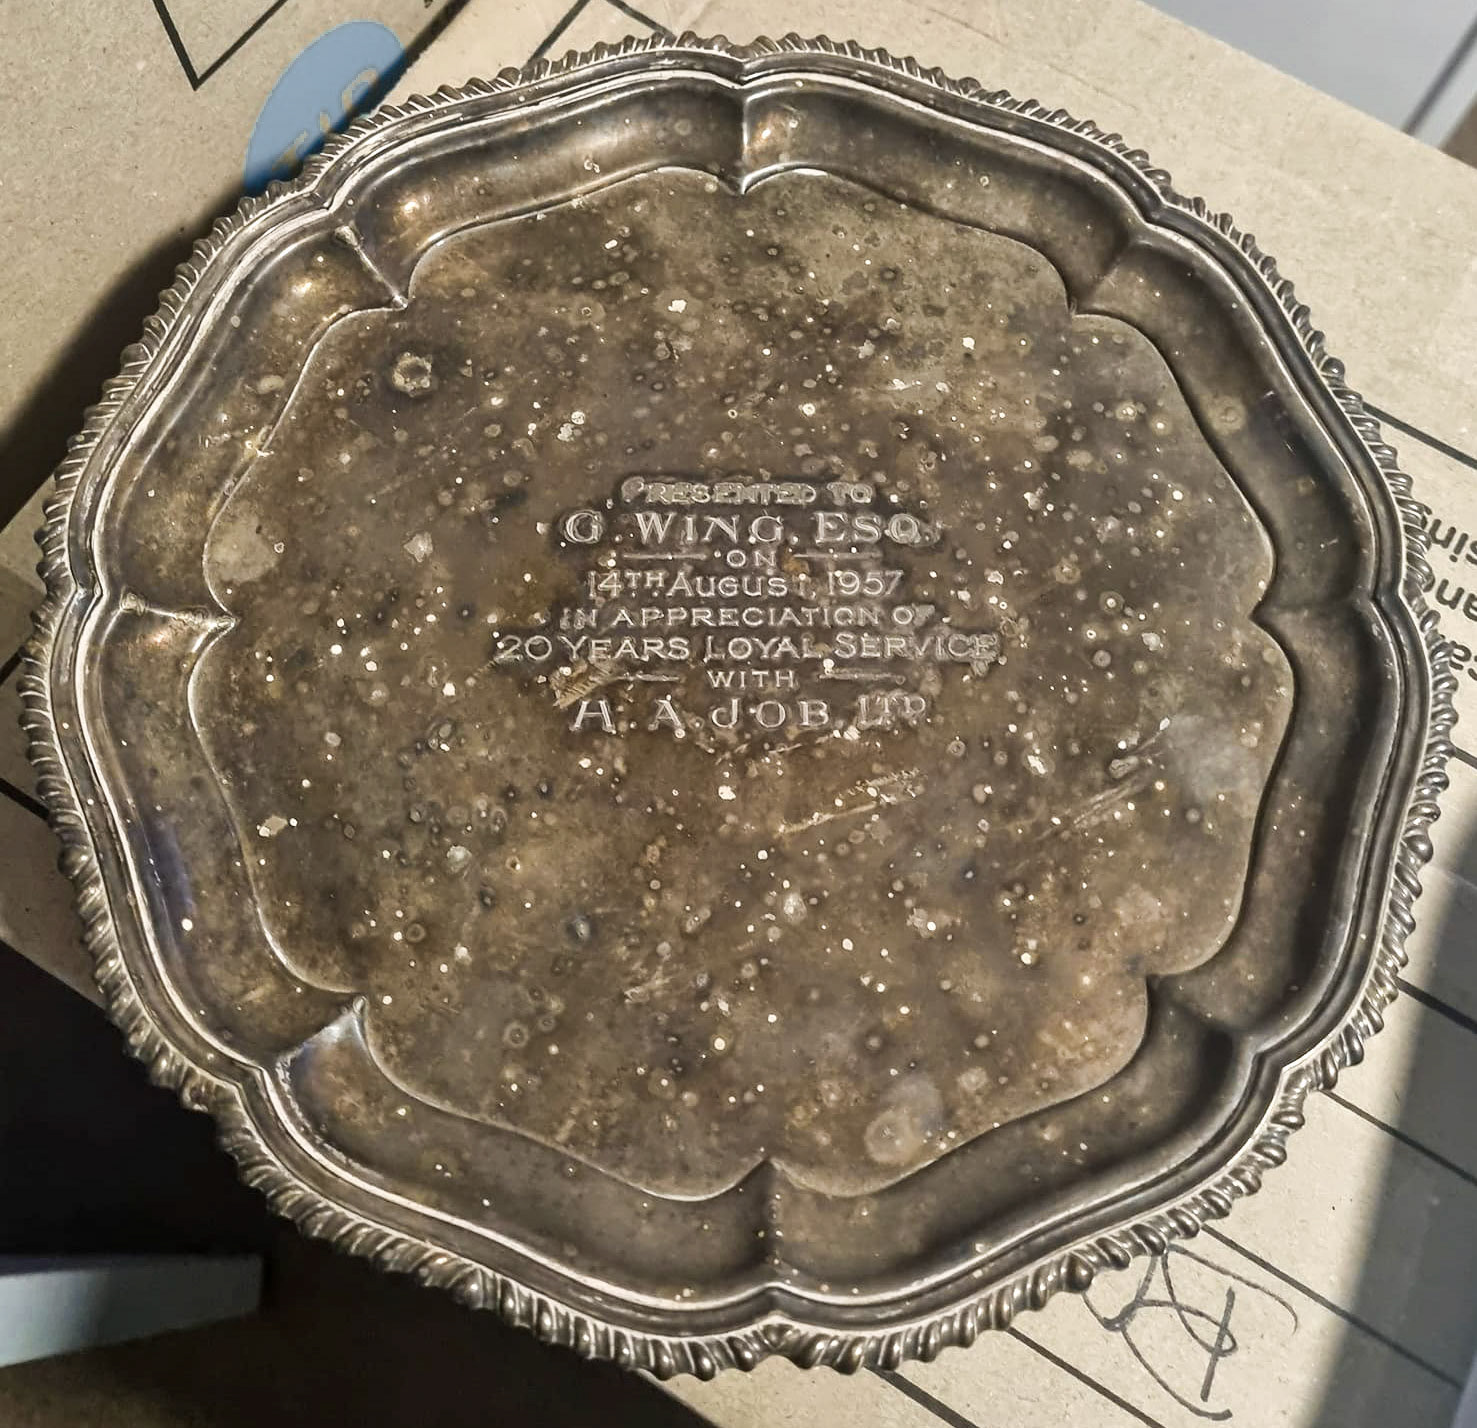 PRESENTED TO
G. WING, ESQ.
ON
14TH AUGUST, 1957
IN APPRECIATION OF
20 YEARS LOYAL SERVICE
WITH
H. A. JOB, LTD